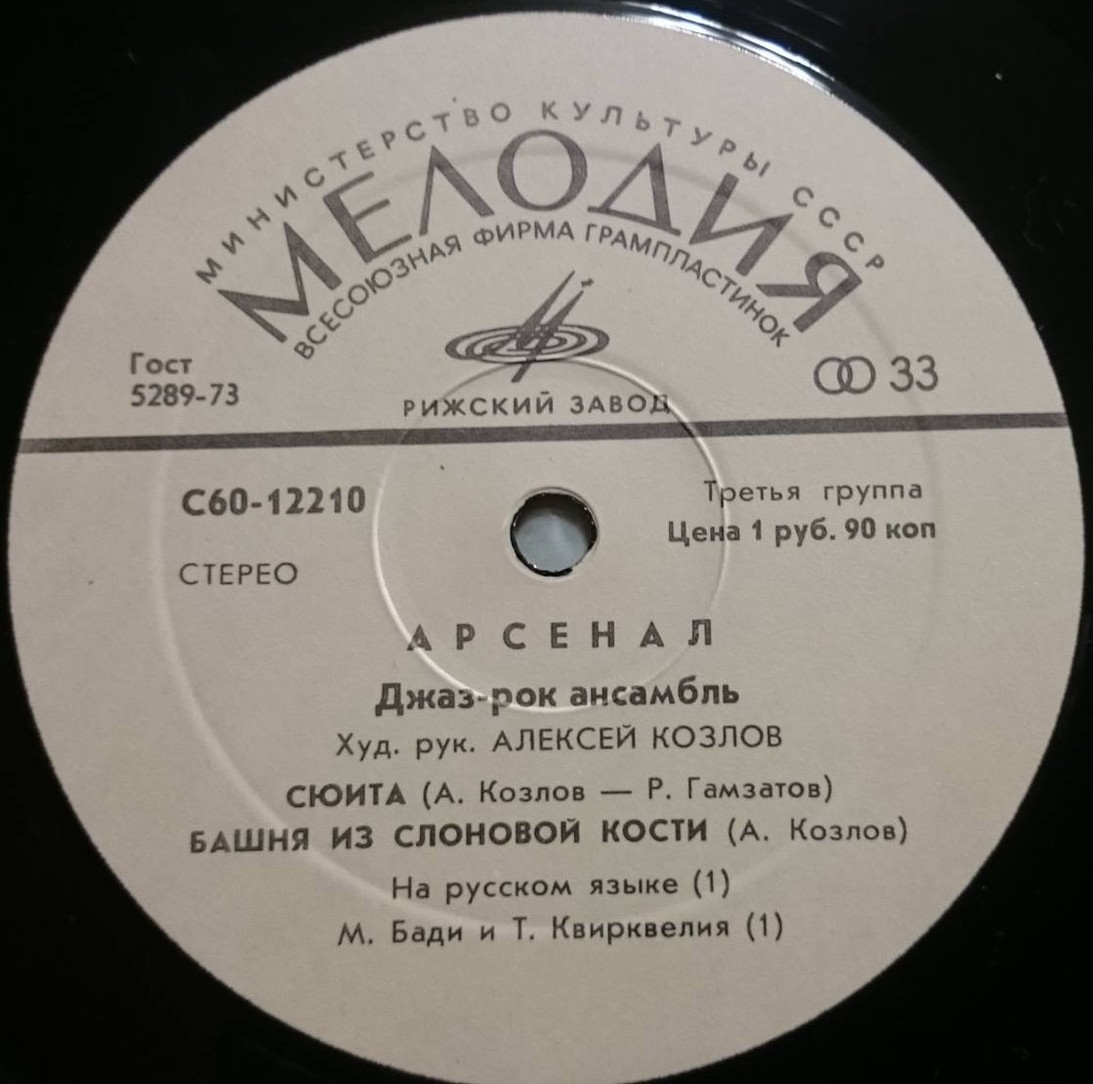 МИНИСТЕРСТВО КУЛЬТУРЫ СССР
МЕЛОДИЯ
ВСЕСОЮЗНАЯ ФИРМА ГРАМПЛАСТИНОК
Гост
5289-73
33
РИЖСКИЙ ЗАВОД
С60-12210
Третья группа
Цена 1 руб. 90 коп
СТЕРЕО
АРСЕНАЛ
Джаз-рок ансамбль
Худ. рук. АЛЕКСЕЙ КОЗЛОВ
СЮИТА (А. Козлов — Р. Гамзатов)
БАШНЯ ИЗ СЛОНОВОЙ КОСТИ (А. Козлов)
На русском языке (1)
М. Бади и Т. Квирквелия (1)